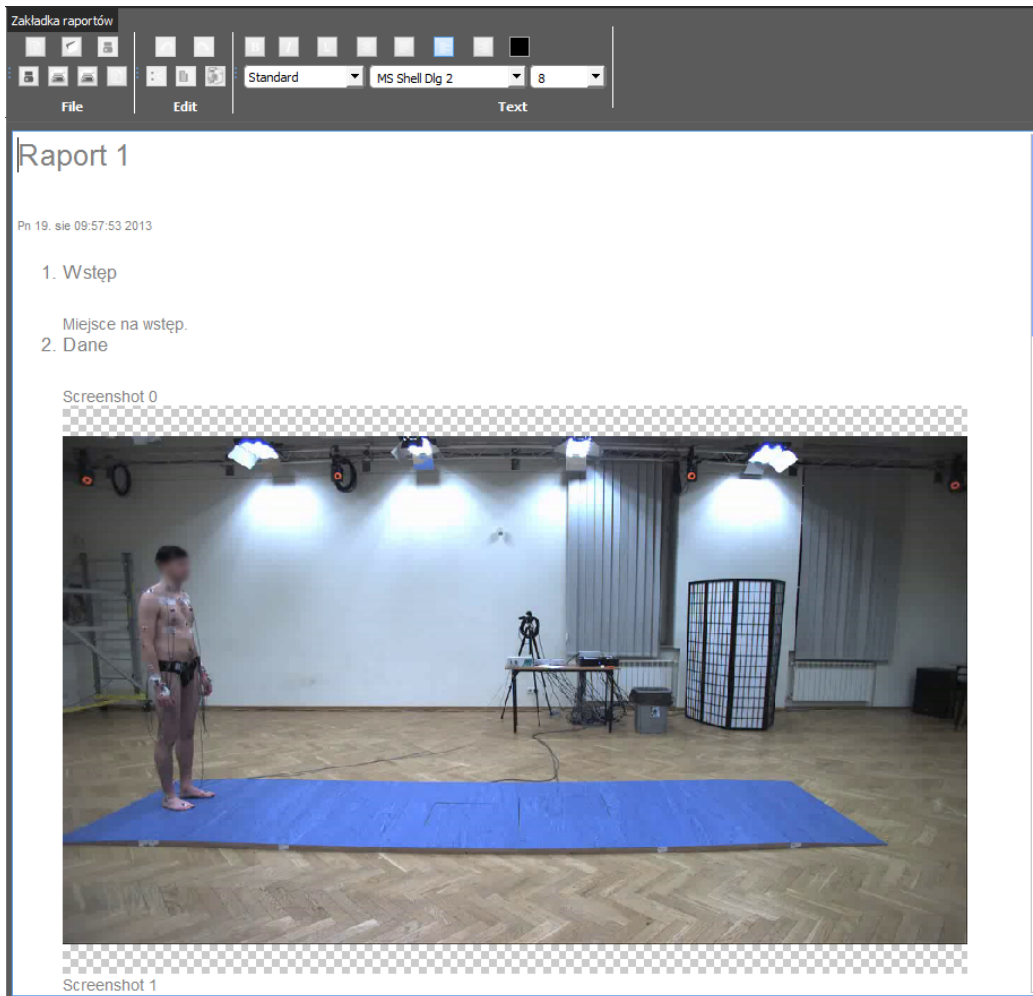 Zakładka raportów
B I
Standard MS Shell Dlg 2 8
File Edit Text
Raport 1
Pn 19. sie 09:57:53 2013
1. Wstęp
Miejsce na wstęp.
2. Dane
Screenshot 0
Screenshot 1